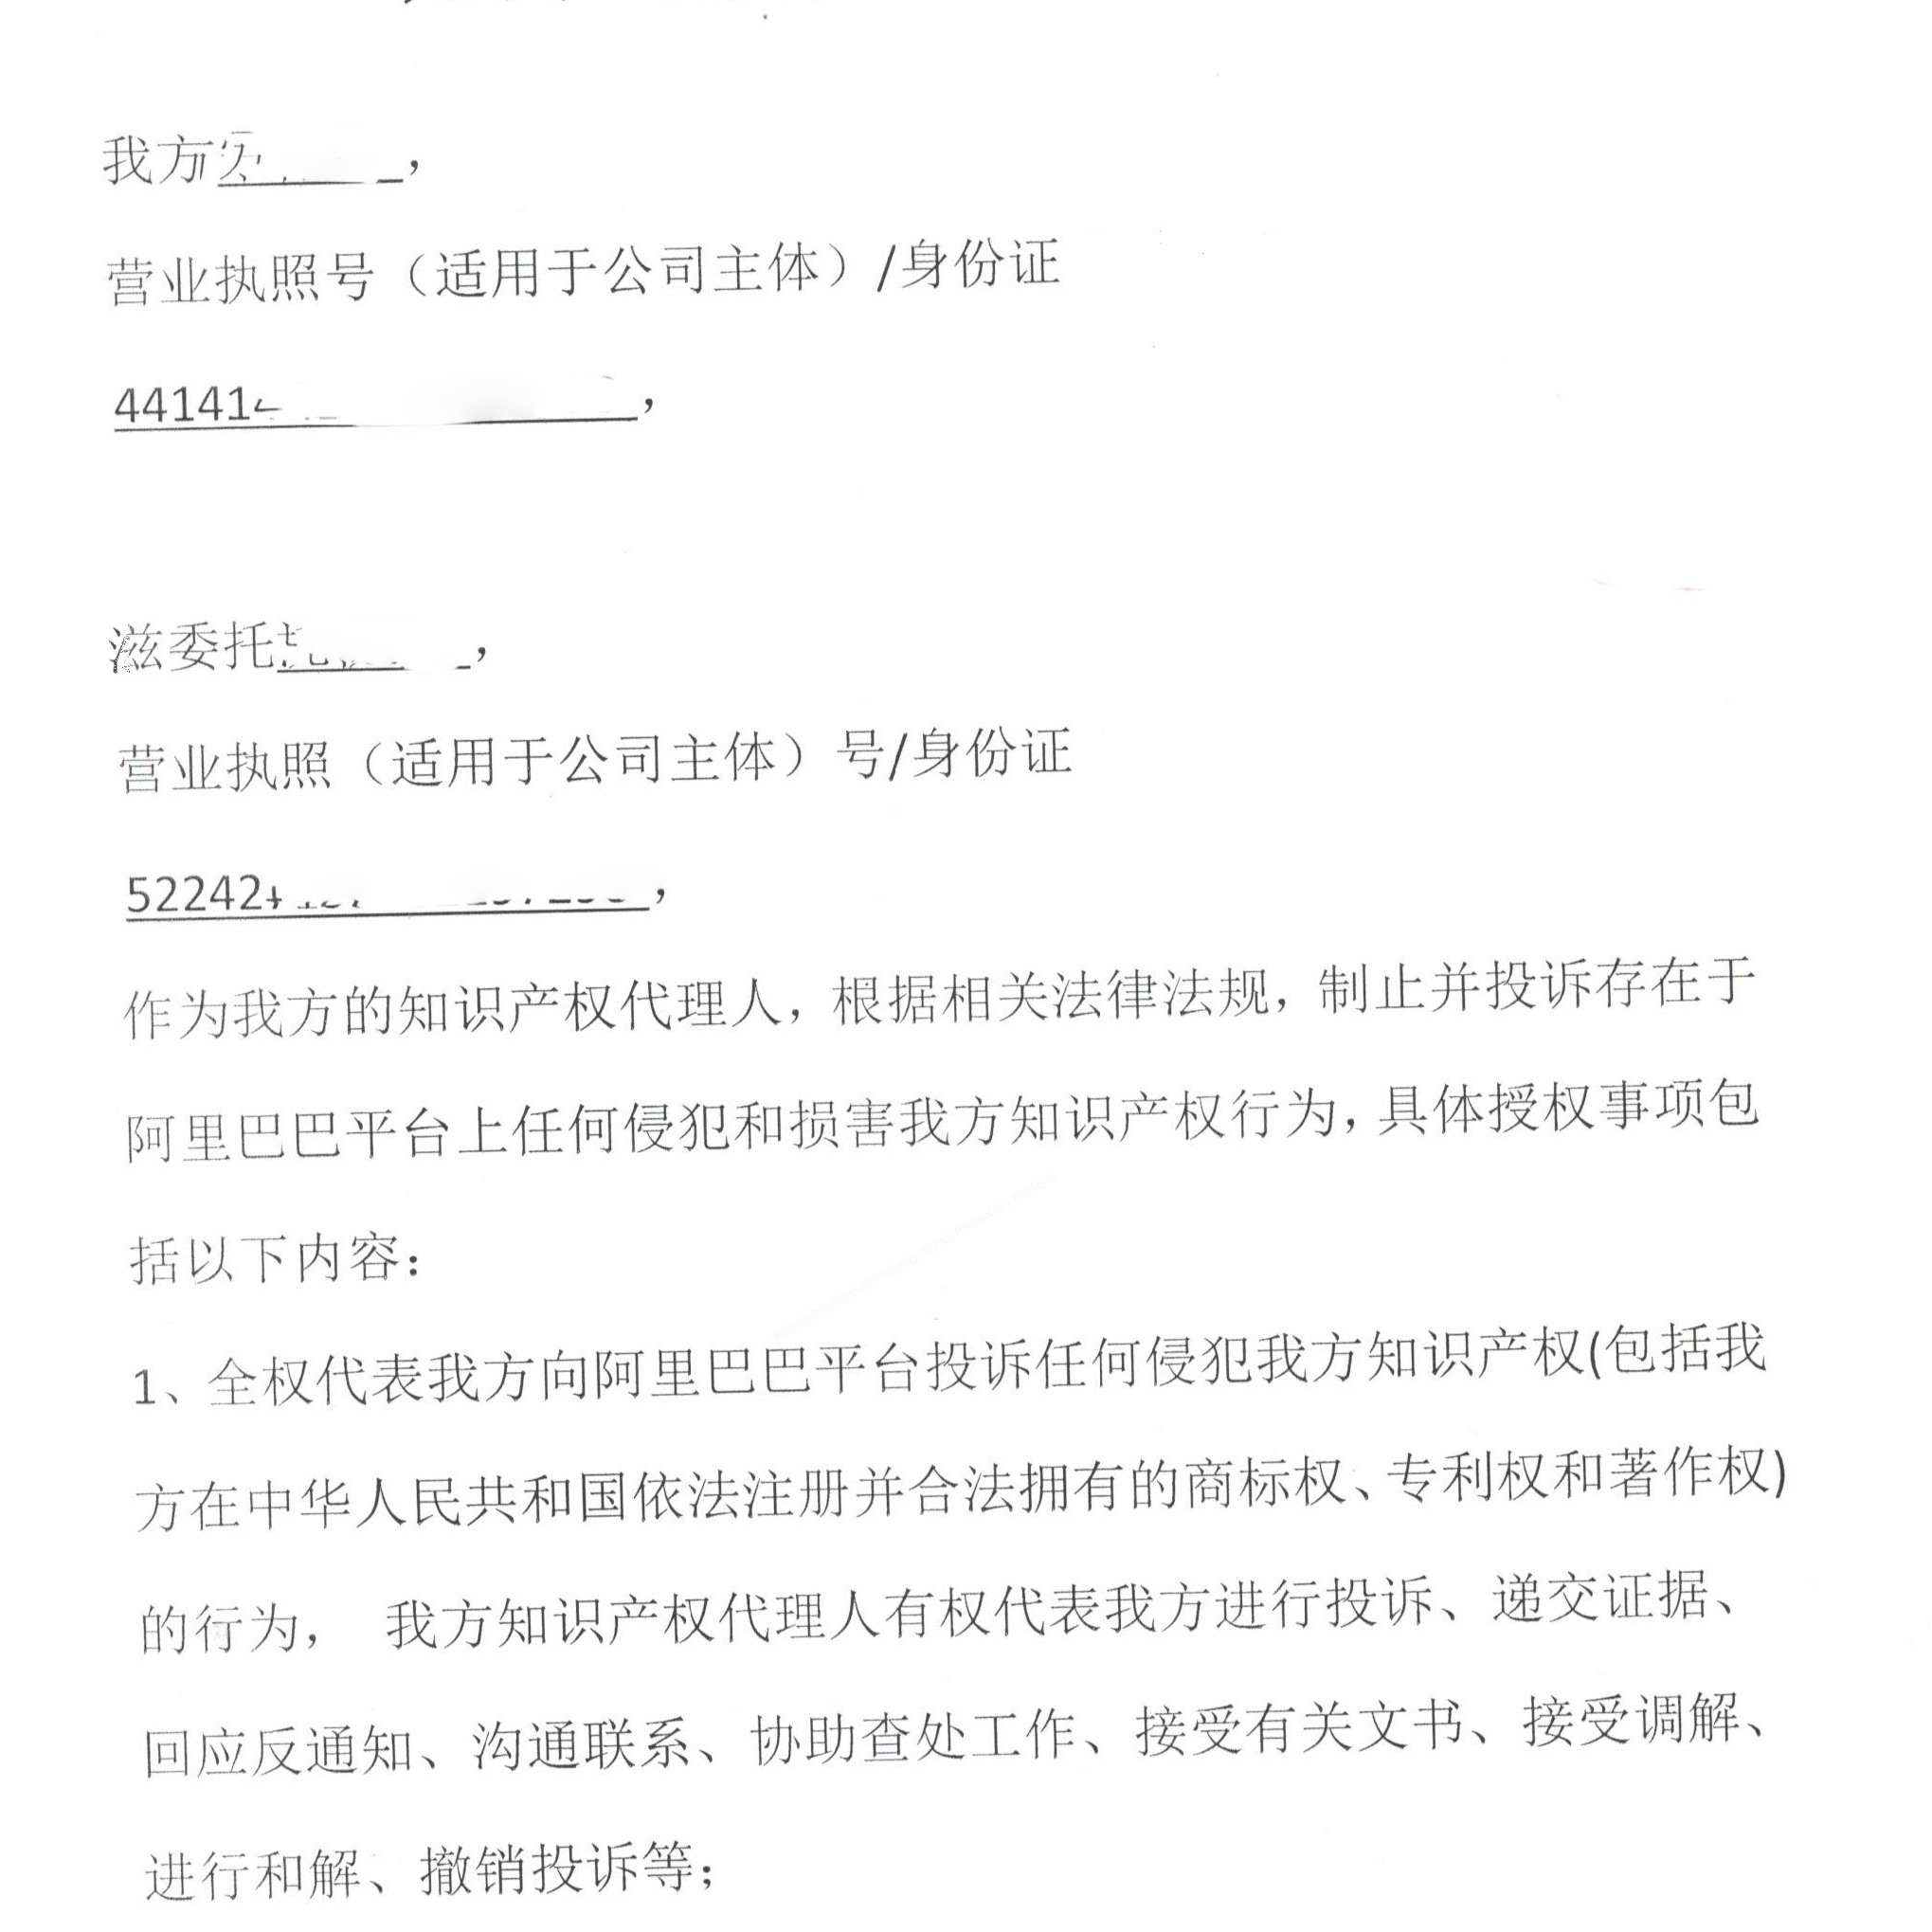 我方
营业执照号（适用于公司主体）/身份证
44141
滋委托
营业执照（适用于公司主体）号/身份证
52242
作为我方的知识产权代理人，根据相关法律法规，制止并投诉存在于
阿里巴巴平台上任何侵犯和损害我方知识产权行为，具体授权事项包
括以下内容：
1、全权代表我方向阿里巴巴平台投诉任何侵犯我方知识产权(包括我
方在中华人民共和国依法注册并合法拥有的商标权、专利权和著作权)
的行为， 我方知识产权代理人有权代表我方进行投诉、递交证据、
回应反通知、沟通联系、协助查处工作、接受有关文书、接受调解、
进行和解、撤销投诉等；